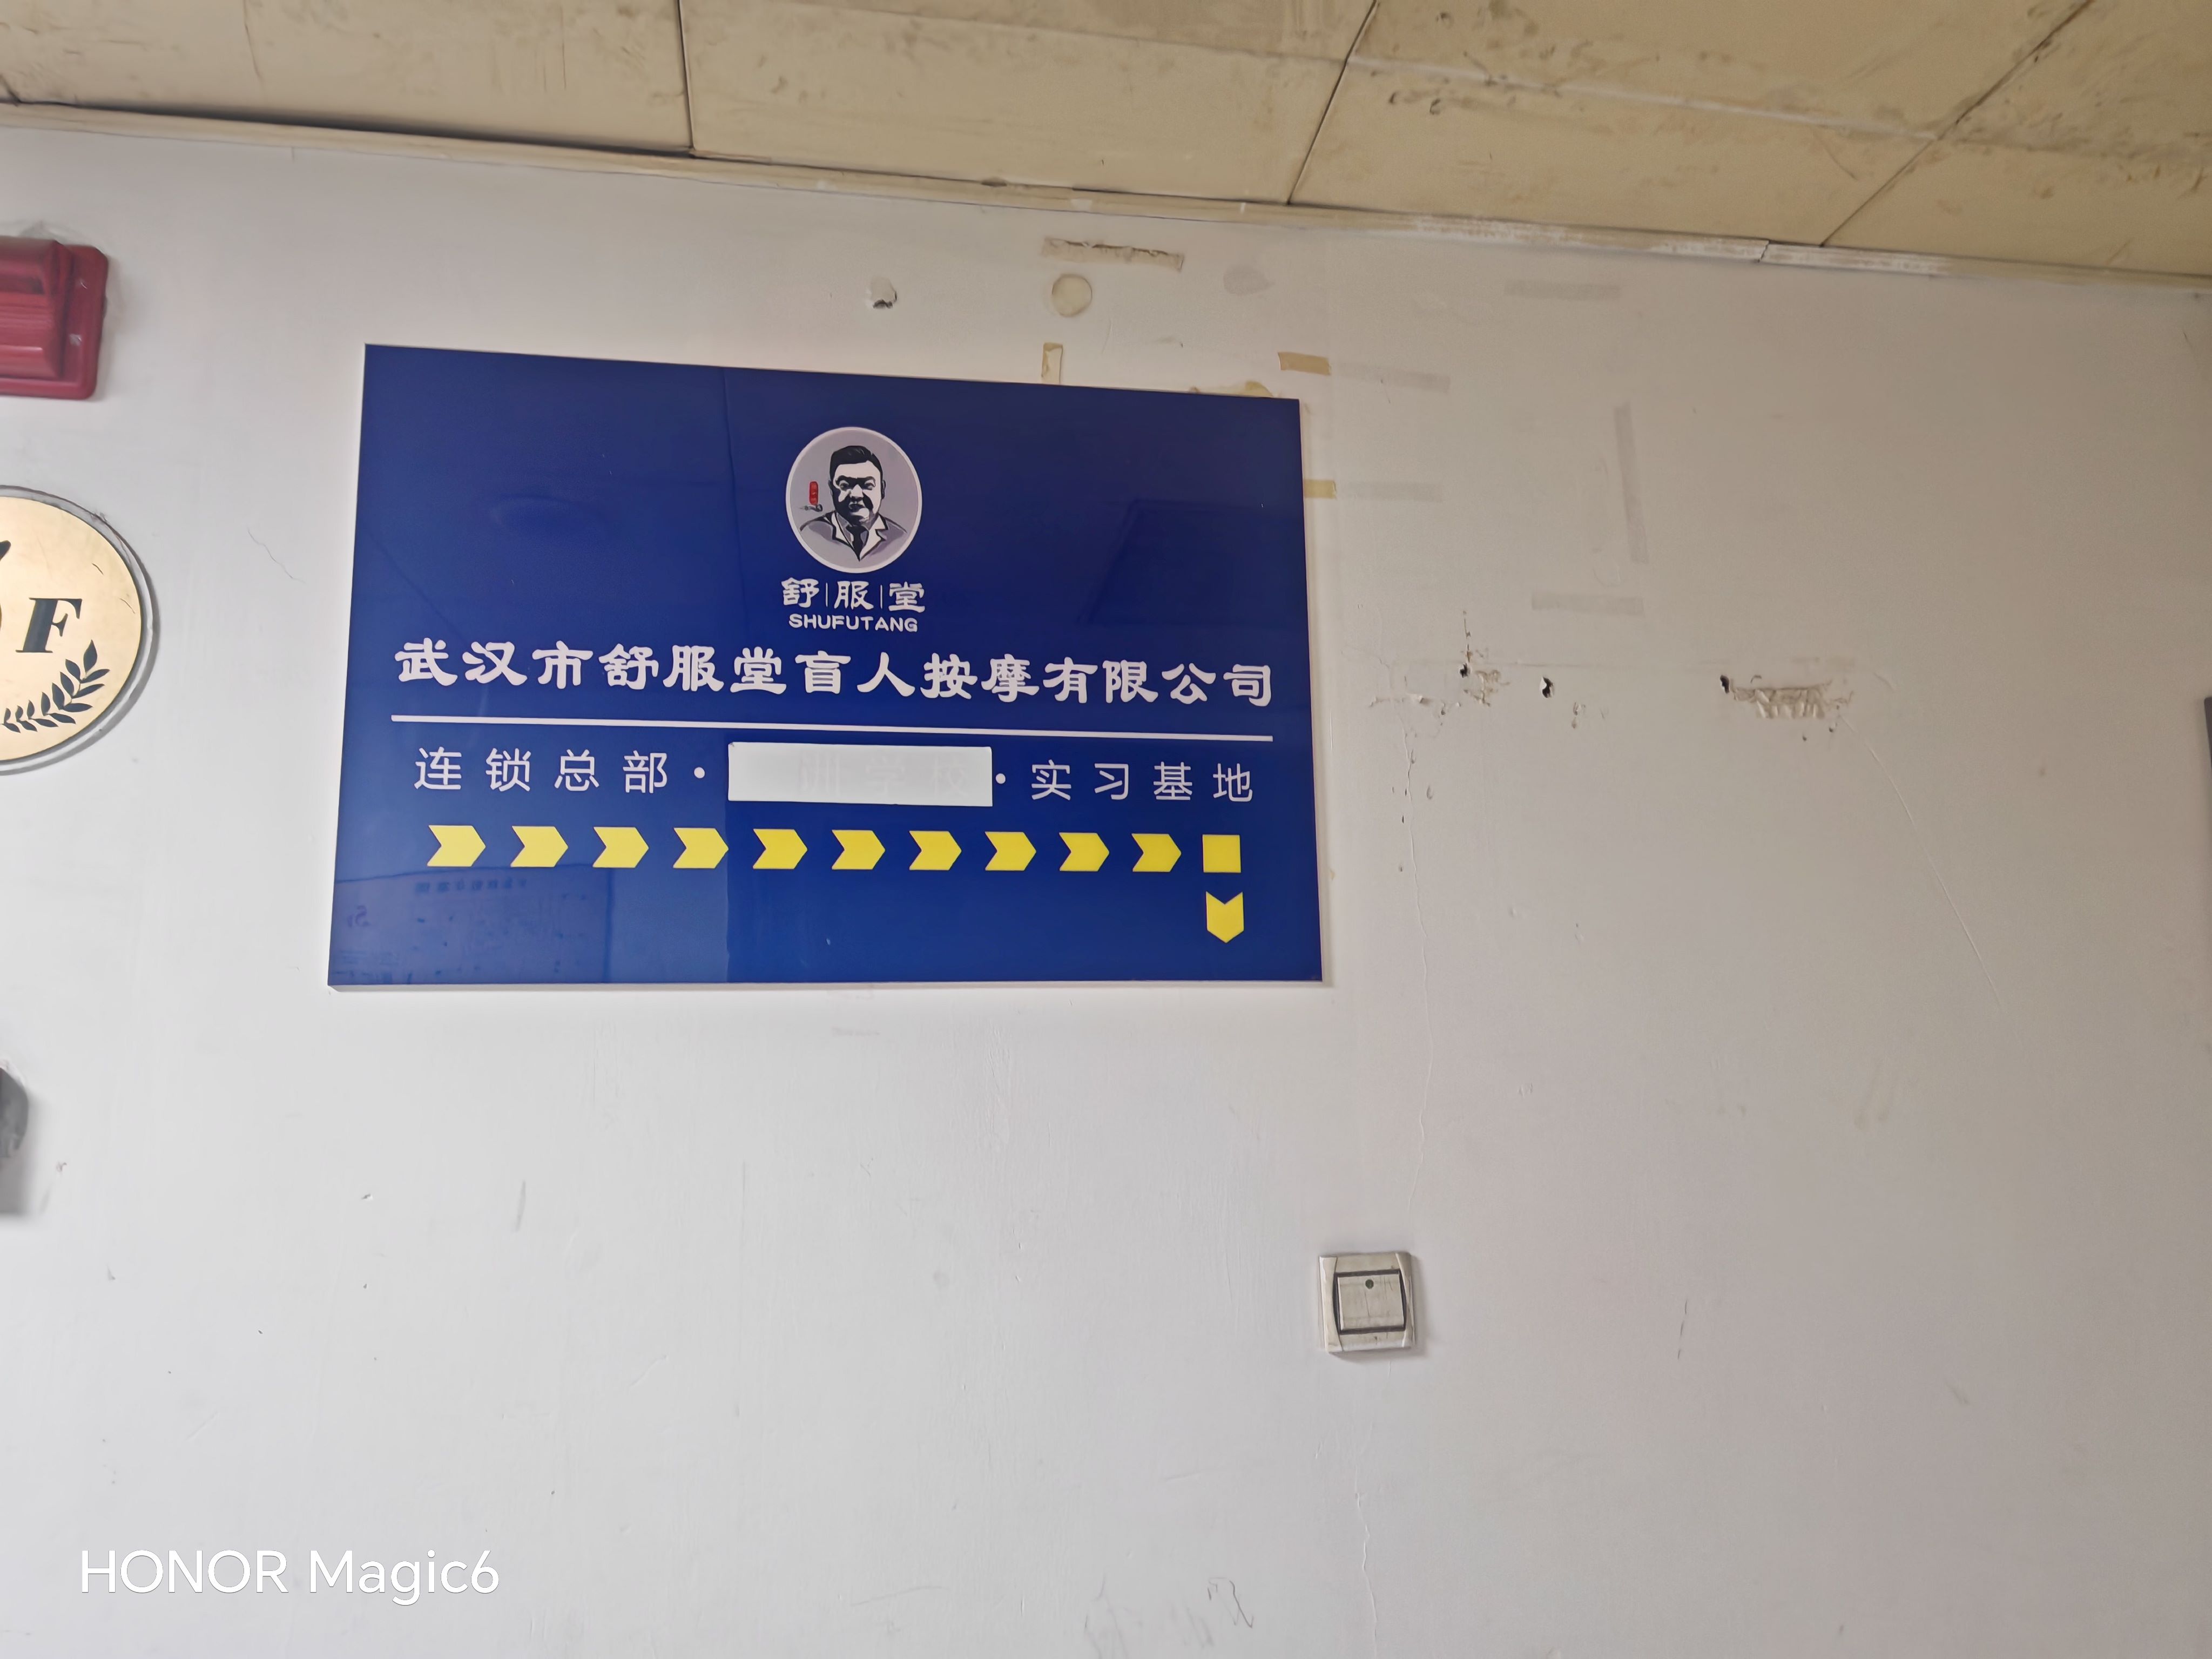 F
舒服堂
SHUFUTANG
武汉市舒服堂盲人按摩有限公司
连锁总部·        ·实习基地
HONOR Magic6